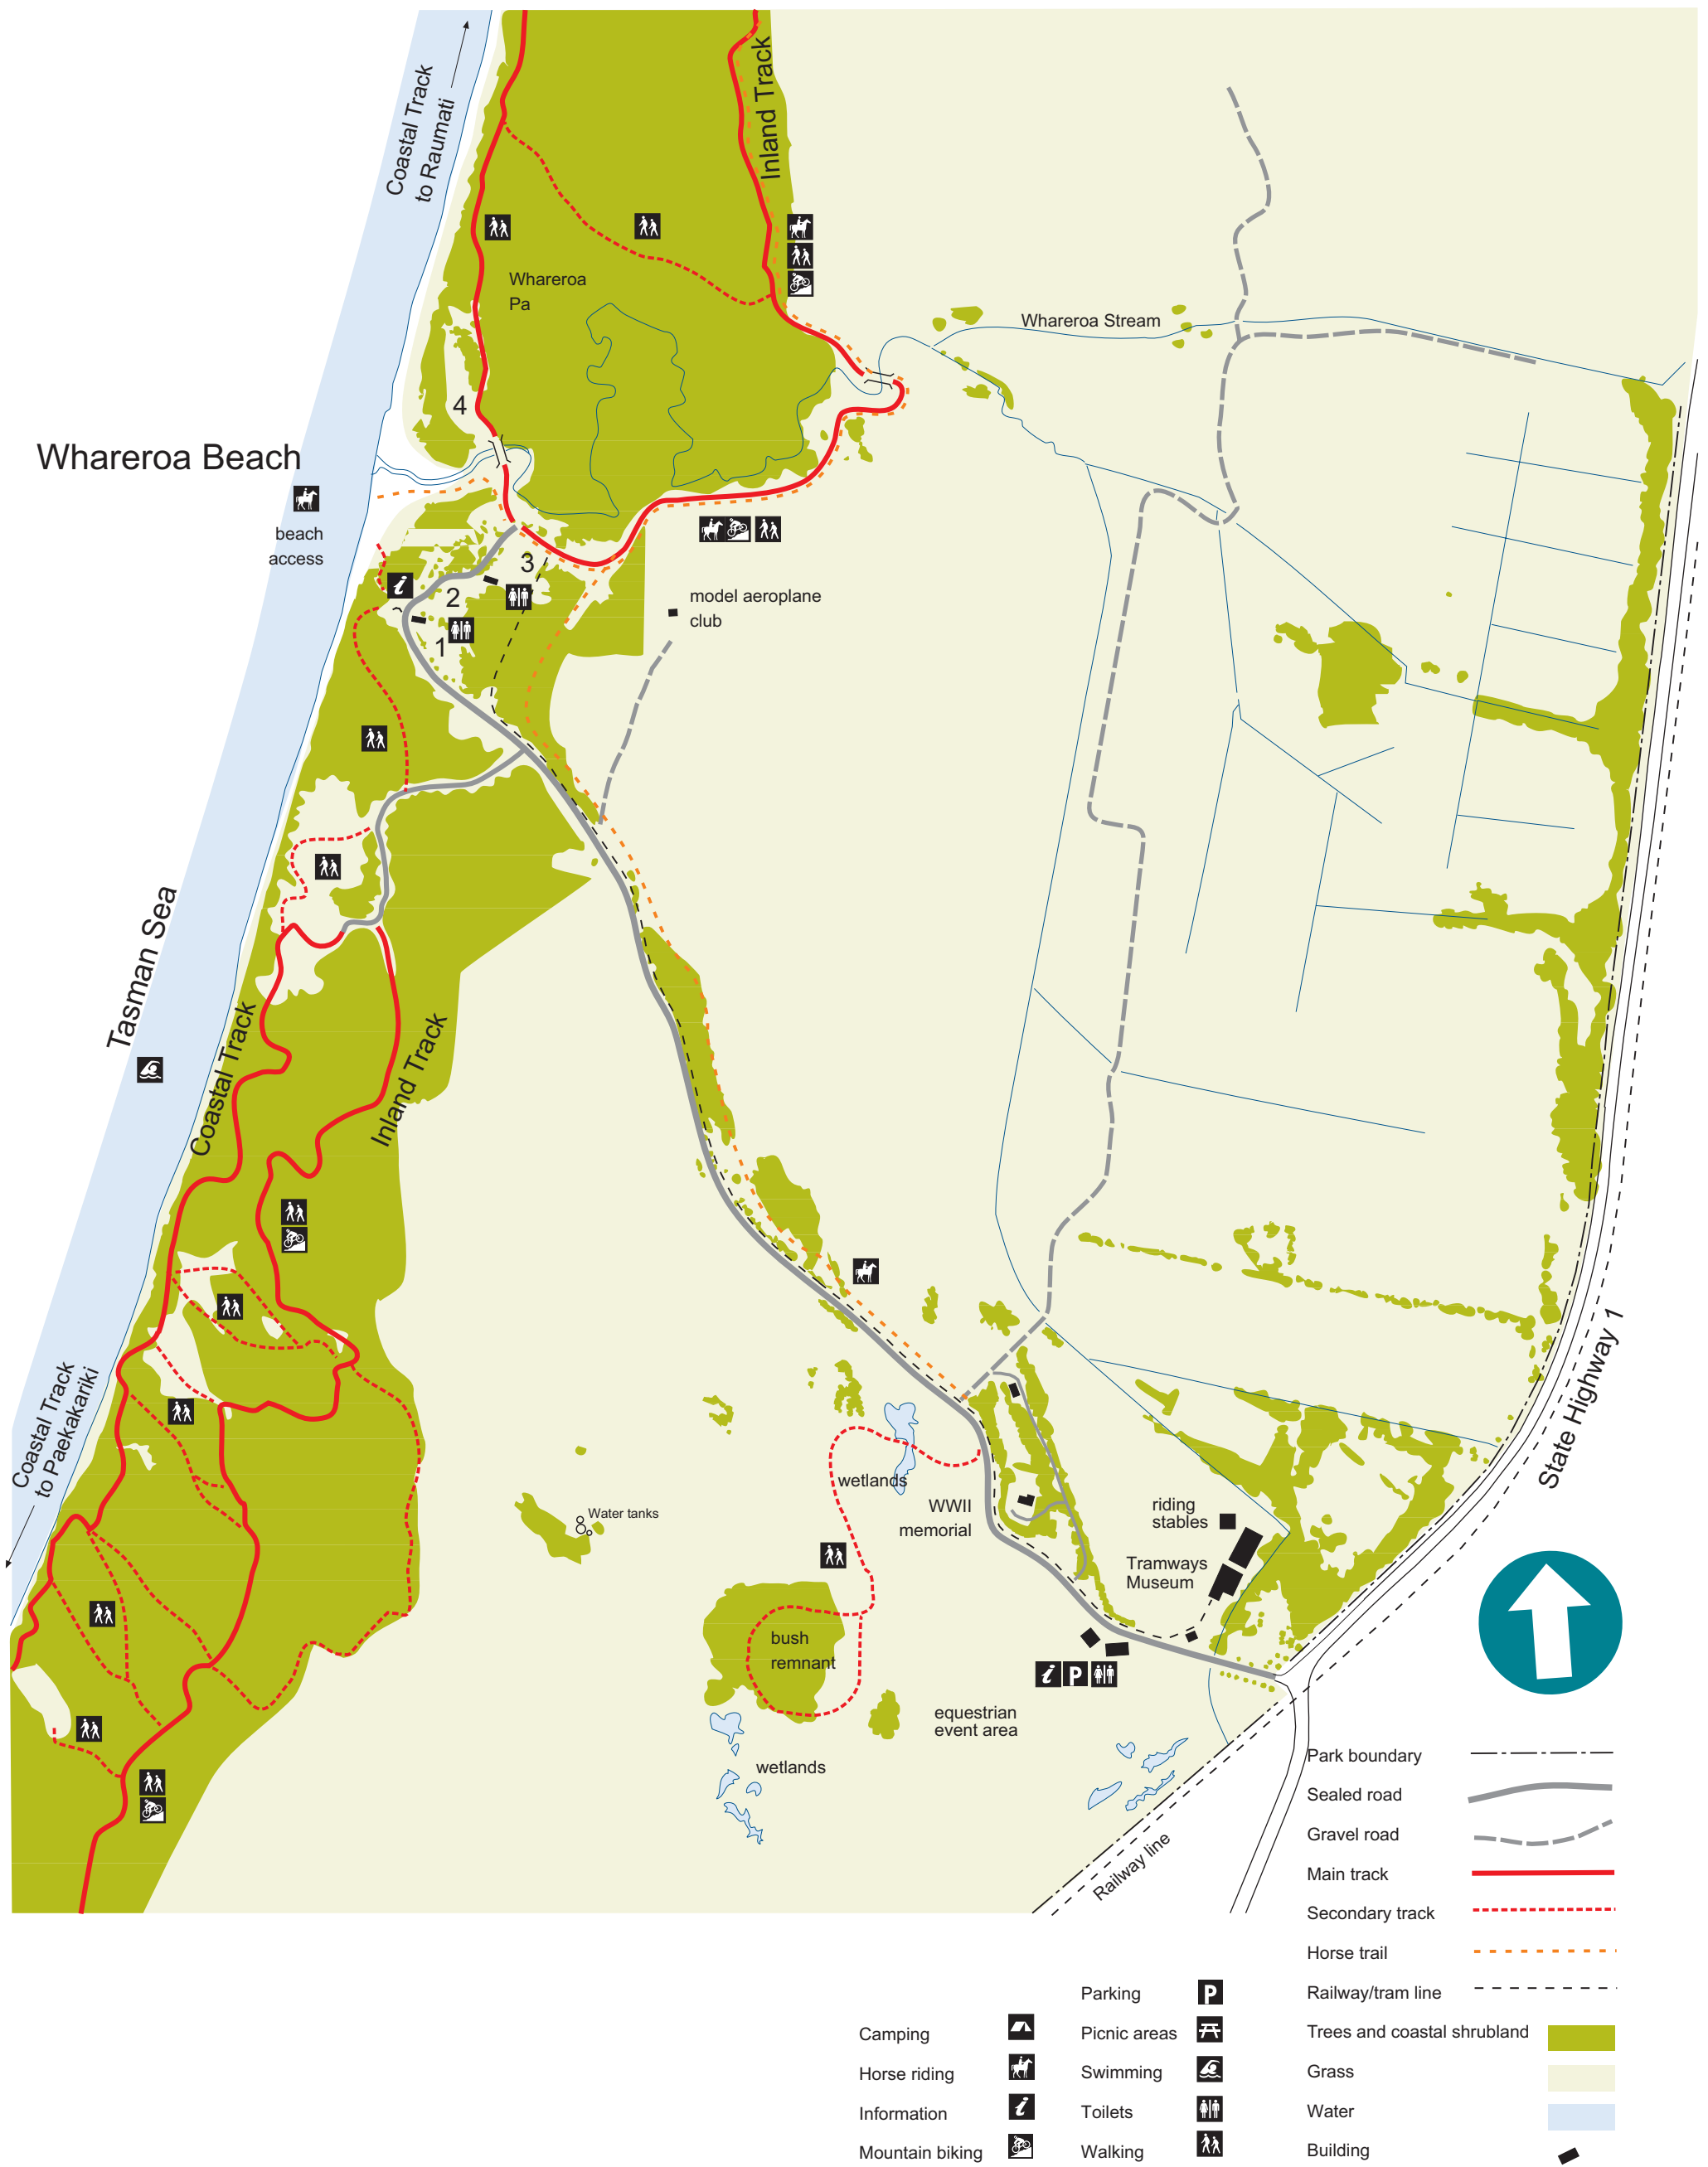 Coastal Track
to Raumati
Inland Track
Whareroa
Pa
Whareroa Stream
4
Whareroa Beach
beach
access
3
2
1
model aeroplane
club
Tasman Sea
Coastal Track
Inland Track
Coastal Track
to Paekakariki
State Highway 1
wetlands
Water tanks
WWII
memorial
riding
stables
Tramways
Museum
bush
remnant
i
P
equestrian
event area
wetlands
Railway line
Park boundary
Sealed road
Gravel road
Main track
Secondary track
Horse trail
Railway/tram line
Trees and coastal shrubland
Grass
Water
Building
Parking
P
Camping
Picnic areas
Horse riding
Swimming
Information
i
Toilets
Mountain biking
Walking